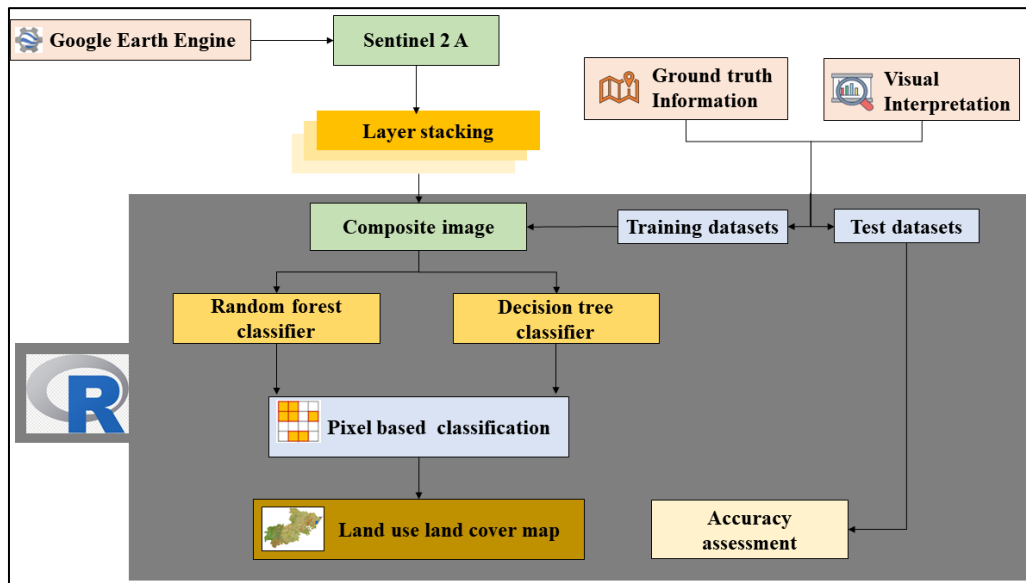 Google Earth Engine
Sentinel 2 A
Ground truth
Information
Visual
Interpretation
Layer stacking
Composite image
Training datasets
Test datasets
Random forest
classifier
Decision tree
classifier
R
Pixel based classification
Land use land cover map
Accuracy
assessment